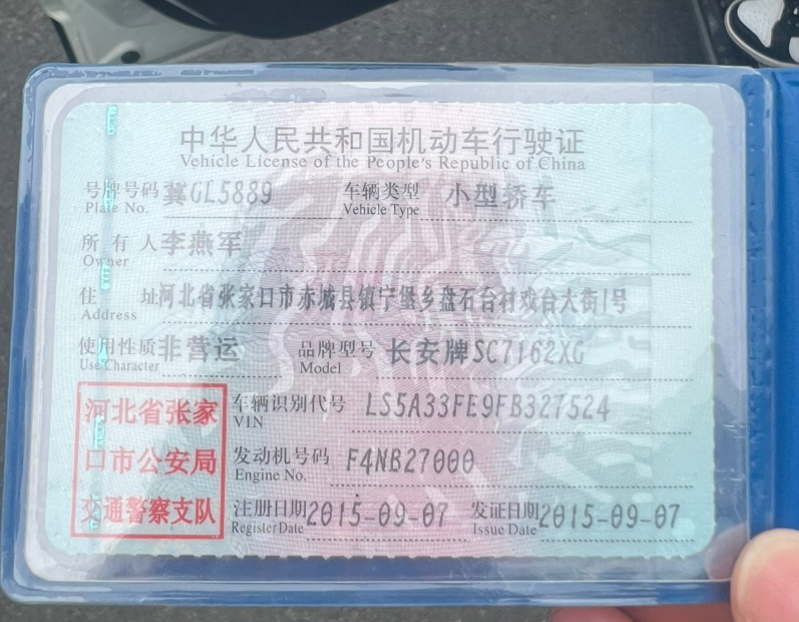 中华人民共和国机动车行驶证
Vehicle License of the People's Republic of China
号牌号码 冀GL5889 车辆类型 小型轿车
Plate No. Vehicle Type
所有人 李燕军
Owner
住址 河北省张家口市赤城县镇宁堡乡盘石台村戏台大街1号
Address
使用性质 非营运 品牌型号 长安牌SC7162XG
Use Character Model
河北省张家
口市公安局
交通警察支队
车辆识别代号 LS5A33FE9FB327524
VIN
发动机号码 F4NB27000
Engine No.
注册日期 2015-09-07 发证日期 2015-09-07
Register Date Issue Date